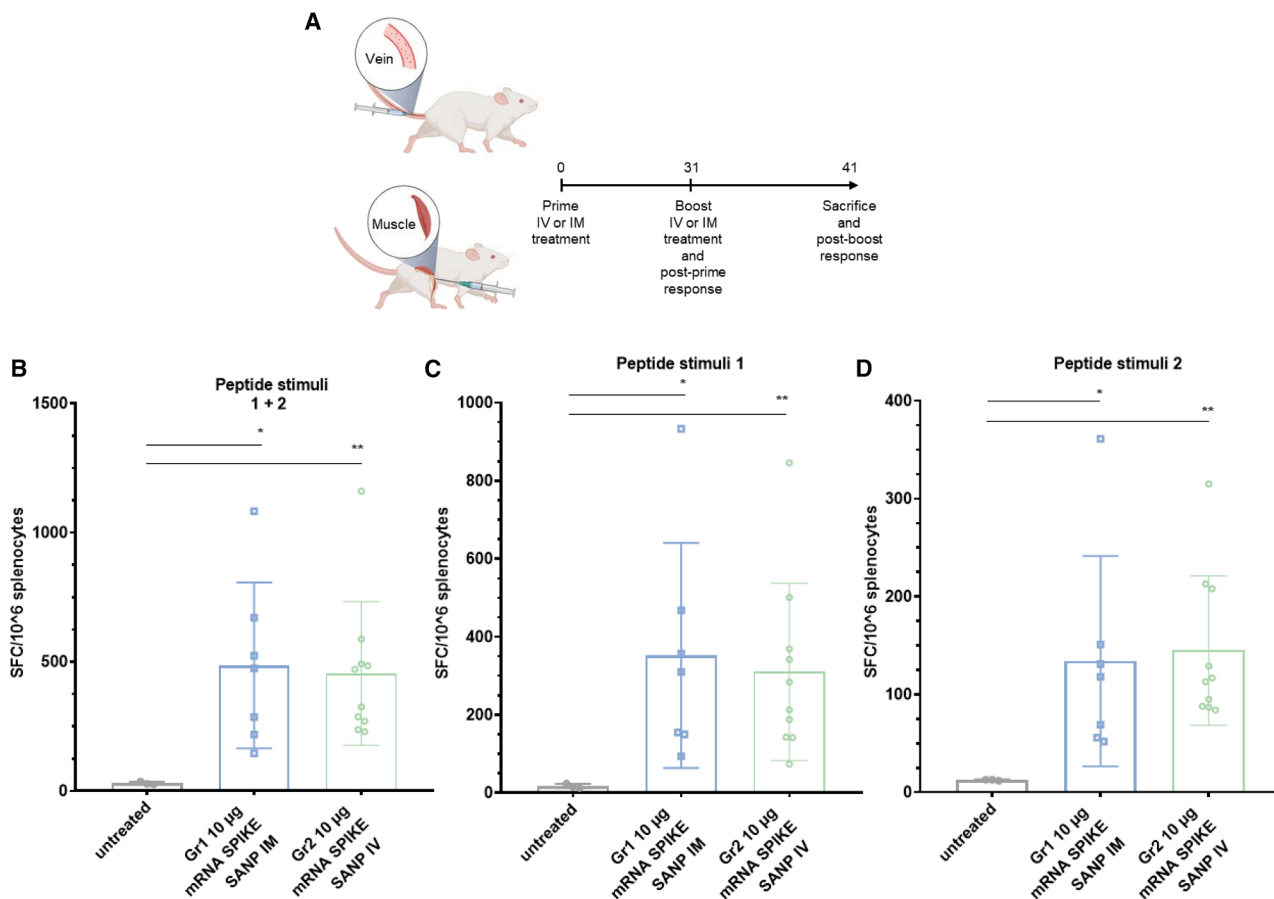 A
Vein
Muscle
0
31
41
Prime
IV or IM
treatment
Boost
IV or IM
treatment
and
post-prime
response
Sacrifice
and
post-boost
response
B
Peptide stimuli
1 + 2
SFC/10^6 splenocytes
1500
1000
500
0
*
**
untreated
Gr1 10 µg
mRNA SPIKE
SANP IM
Gr2 10 µg
mRNA SPIKE
SANP IV
C
Peptide stimuli 1
SFC/10^6 splenocytes
1000
800
600
400
200
0
*
**
untreated
Gr1 10 µg
mRNA SPIKE
SANP IM
Gr2 10 µg
mRNA SPIKE
SANP IV
D
Peptide stimuli 2
SFC/10^6 splenocytes
400
300
200
100
0
*
**
untreated
Gr1 10 µg
mRNA SPIKE
SANP IM
Gr2 10 µg
mRNA SPIKE
SANP IV